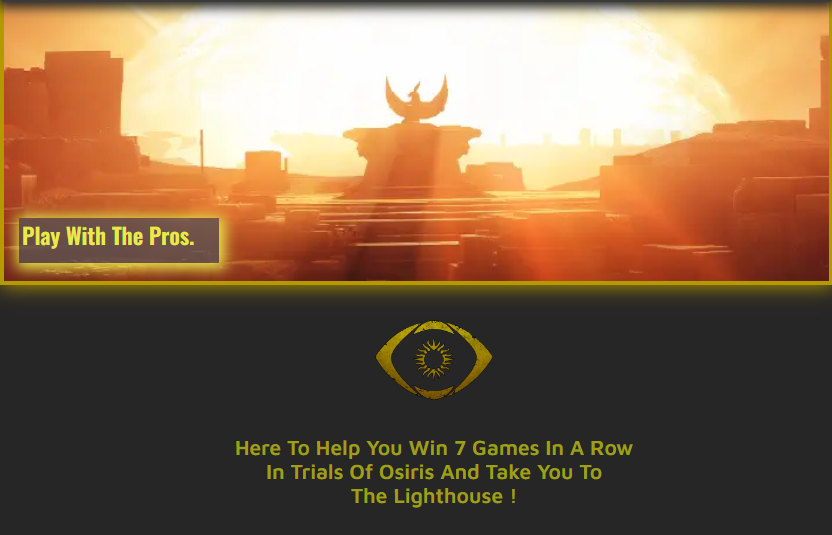 Play With The Pros.
Here To Help You Win 7 Games In A Row
In Trials Of Osiris And Take You To
The Lighthouse !